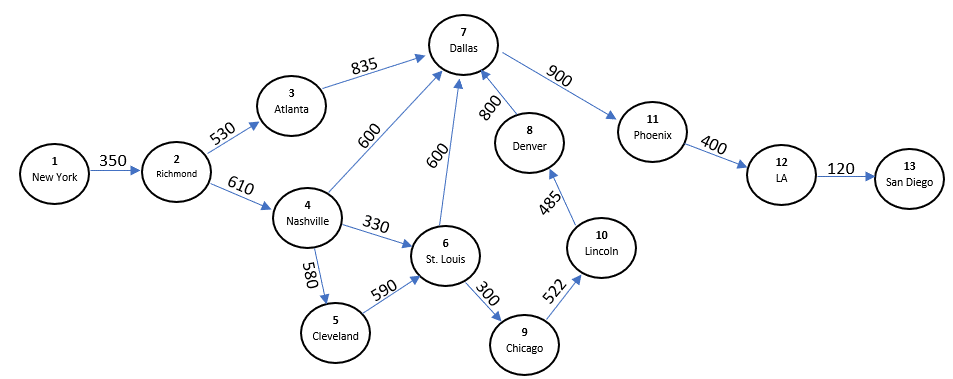 7
Dallas
835
900
3
Atlanta
800
11
Phoenix
8
Denver
530
600
400
1
New York
350
2
Richmond
600
12
LA
120
13
San Diego
610
485
4
Nashville
330
10
Lincoln
6
St. Louis
580
590
300
522
5
Cleveland
9
Chicago